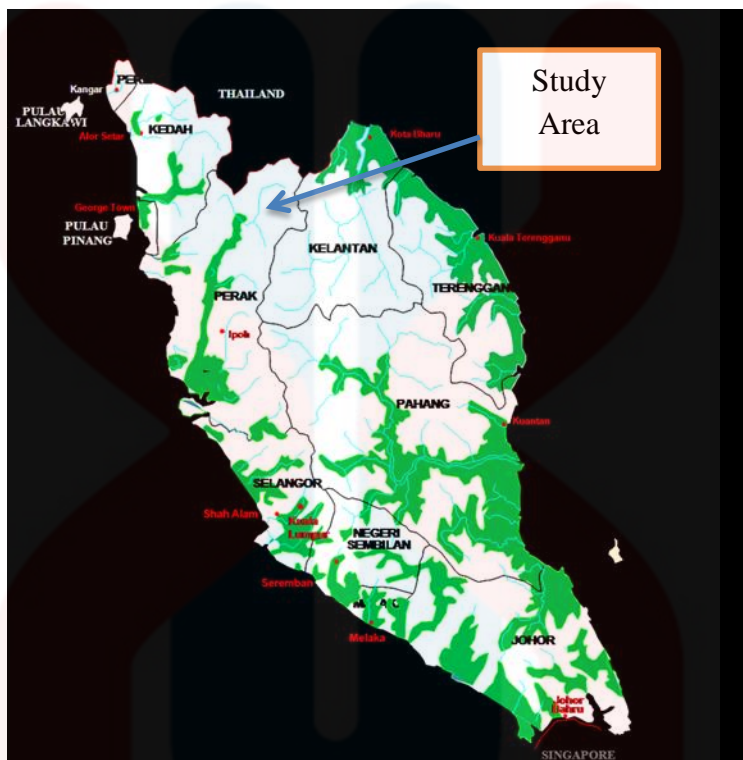 Study
Area
PER
Kangar
THAILAND
PULAU
LANGKAWI
KEDAH
Alor Setar
Kota Bharu
George Town
PULAU
PINANG
KELANTAN
Kuala Terengganu
TERENGGAN
PERAK
Ipoh
PAHANG
Kuantan
SELANGOR
Shah Alam
Kuala
Lumpur
NEGERI
SEMBILAN
Seremban
Melaka
JOHOR
Johor
Bahru
SINGAPORE